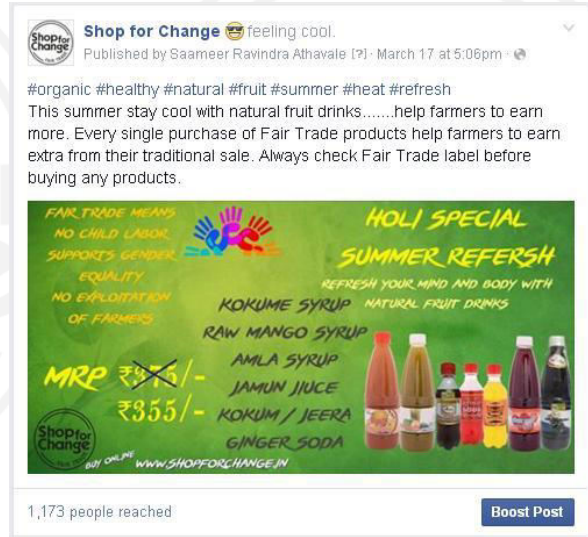 Shop for Change feeling cool.
Published by Saameer Ravindra Athavale [?] · March 17 at 5:06pm ·
#organic #healthy #natural #fruit #summer #heat #refresh
This summer stay cool with natural fruit drinks.......help farmers to earn
more. Every single purchase of Fair Trade products help farmers to earn
extra from their traditional sale. Always check Fair Trade label before
buying any products.
FAIR TRADE MEANS
NO CHILD LABOR
SUPPORTS GENDER
EQUALITY
NO EXPLOITATION
OF FARMERS
HOLI SPECIAL
SUMMER REFERSH
REFRESH YOUR MIND AND BODY WITH
NATURAL FRUIT DRINKS
KOKUME SYRUP
RAW MANGO SYRUP
AMLA SYRUP
JAMUN JIUCE
KOKUM / JEERA
GINGER SODA
MRP ₹375/-
₹355/-
Shop for
Change
BUY ONLINE WWW.SHOPFORCHANGE.IN
1,173 people reached
Boost Post